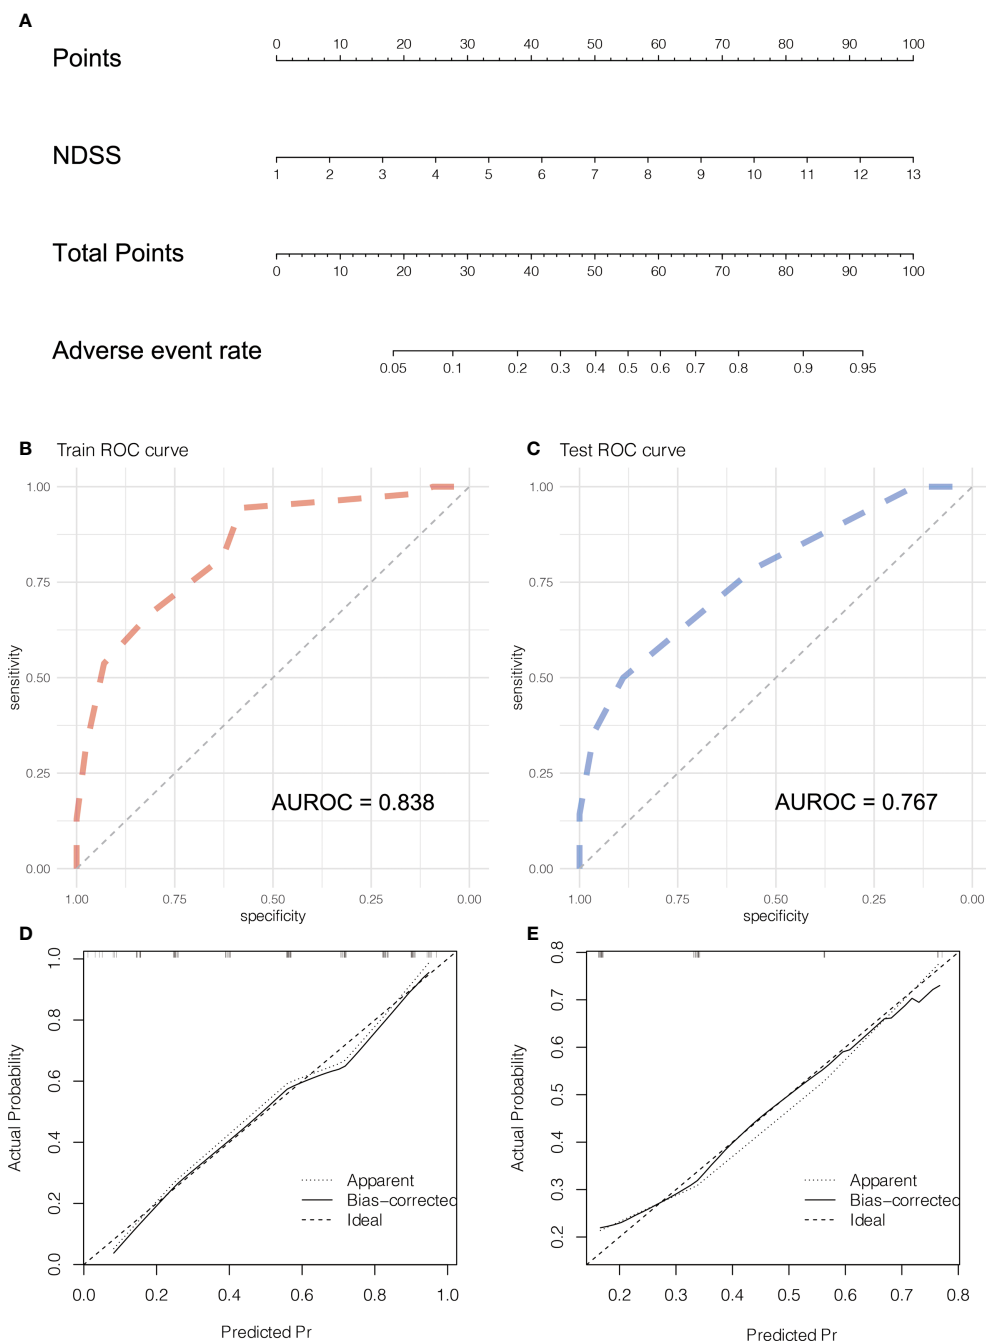 A
Points
0 10 20 30 40 50 60 70 80 90 100
NDSS
1 2 3 4 5 6 7 8 9 10 11 12 13
Total Points
0 10 20 30 40 50 60 70 80 90 100
Adverse event rate
0.05 0.1 0.2 0.3 0.4 0.5 0.6 0.7 0.8 0.9 0.95
B Train ROC curve
1.00
0.75
0.50
0.25
0.00
sensitivity
AUROC = 0.838
1.00 0.75 0.50 0.25 0.00
specificity
C Test ROC curve
1.00
0.75
0.50
0.25
0.00
sensitivity
AUROC = 0.767
1.00 0.75 0.50 0.25 0.00
specificity
D
1.0
0.8
0.6
0.4
0.2
0.0
Actual Probability
Apparent
Bias-corrected
Ideal
0.0 0.2 0.4 0.6 0.8 1.0
Predicted Pr
E
0.8
0.7
0.6
0.5
0.4
0.3
0.2
Actual Probability
Apparent
Bias-corrected
Ideal
0.2 0.3 0.4 0.5 0.6 0.7 0.8
Predicted Pr